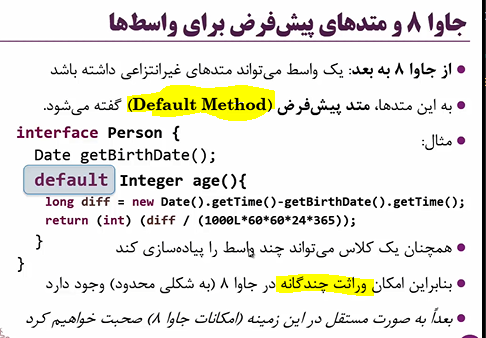 جاوا ۸ و متدهای پیش‌فرض برای واسط‌ها
از جاوا ۸ به بعد: یک واسط می‌تواند متدهای غیرانتزاعی داشته باشد
به این متدها، متد پیش‌فرض (Default Method) گفته می‌شود.
مثال:
interface Person {
Date getBirthDate();
default Integer age(){
long diff = new Date().getTime()-getBirthDate().getTime();
return (int) (diff / (1000L*60*60*24*365));
}
}
همچنان یک کلاس می‌تواند چند واسط را پیاده‌سازی کند
بنابراین امکان وراثت چندگانه در جاوا ۸ (به شکلی محدود) وجود دارد
بعداً به صورت مستقل در این زمینه (امکانات جاوا ۸) صحبت خواهیم کرد